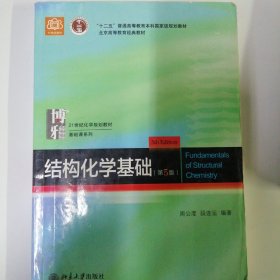 "十二五"普通高等教育本科国家级规划教材
北京高等教育经典教材
博雅
21世纪化学规划教材
基础课系列
5th Edition
结构化学基础(第5版)
Fundamentals
of Structural
Chemistry
周公度 段连运 编著
北京大学出版社